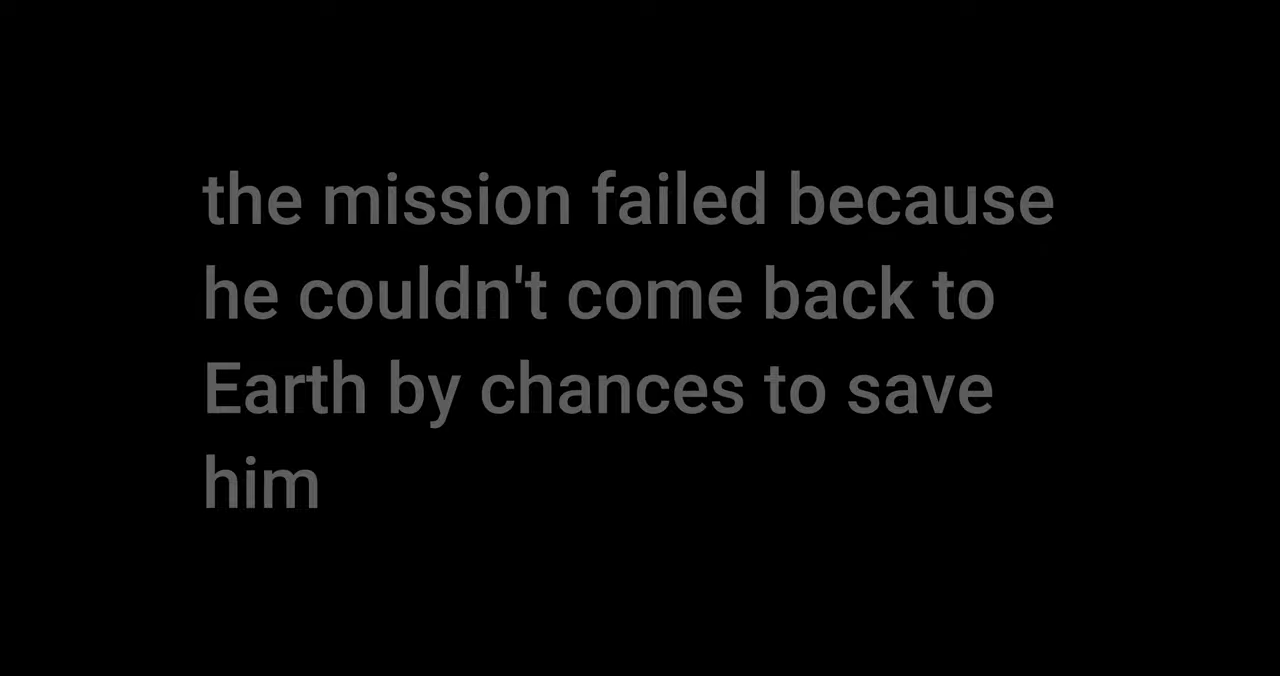 the mission failed because
he couldn't come back to
Earth by chances to save
him